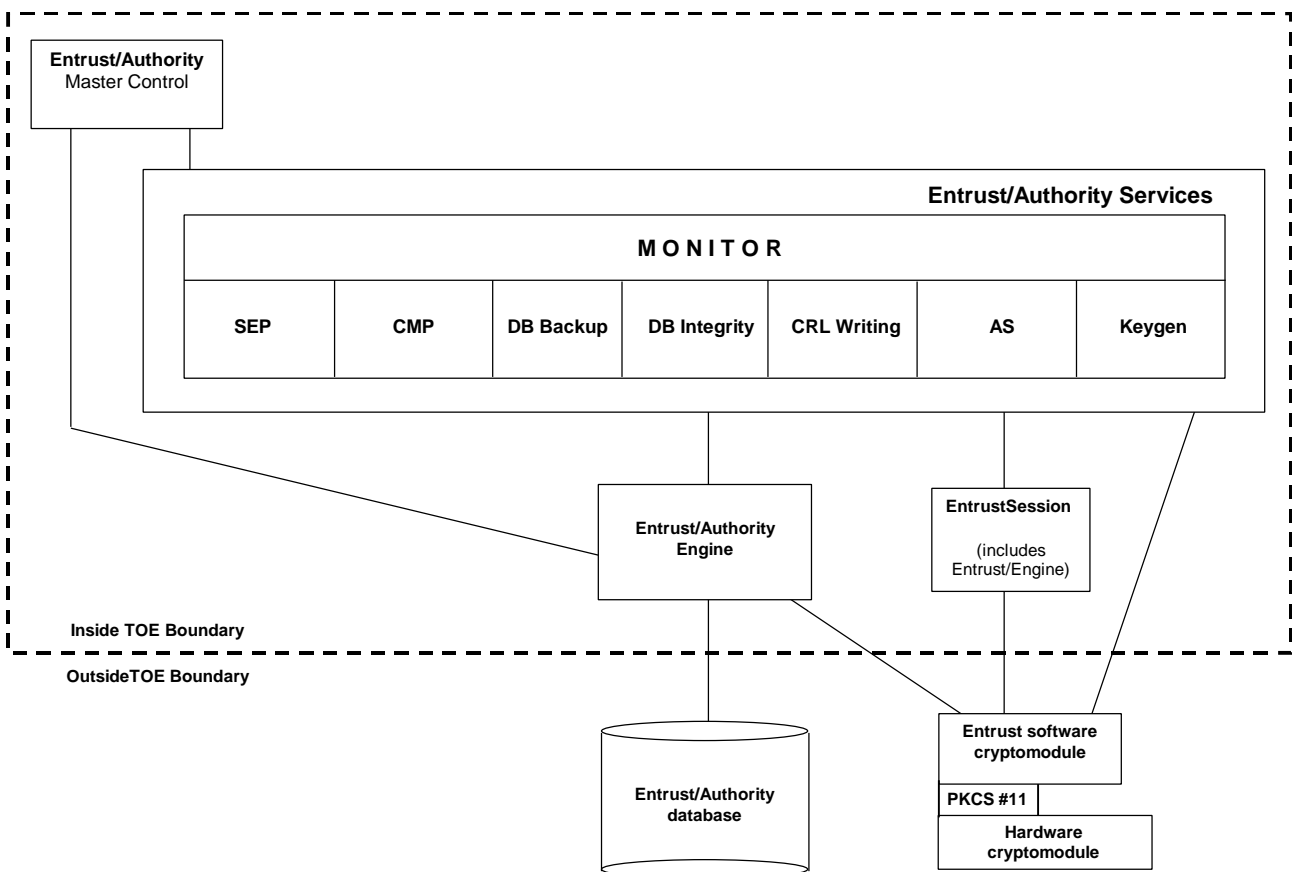 Entrust/Authority
Master Control
Entrust/Authority Services
M O N I T O R
SEP
CMP
DB Backup
DB Integrity
CRL Writing
AS
Keygen
Entrust/Authority
Engine
EntrustSession
(includes
Entrust/Engine)
Inside TOE Boundary
OutsideTOE Boundary
Entrust/Authority
database
Entrust software
cryptomodule
PKCS #11
Hardware
cryptomodule